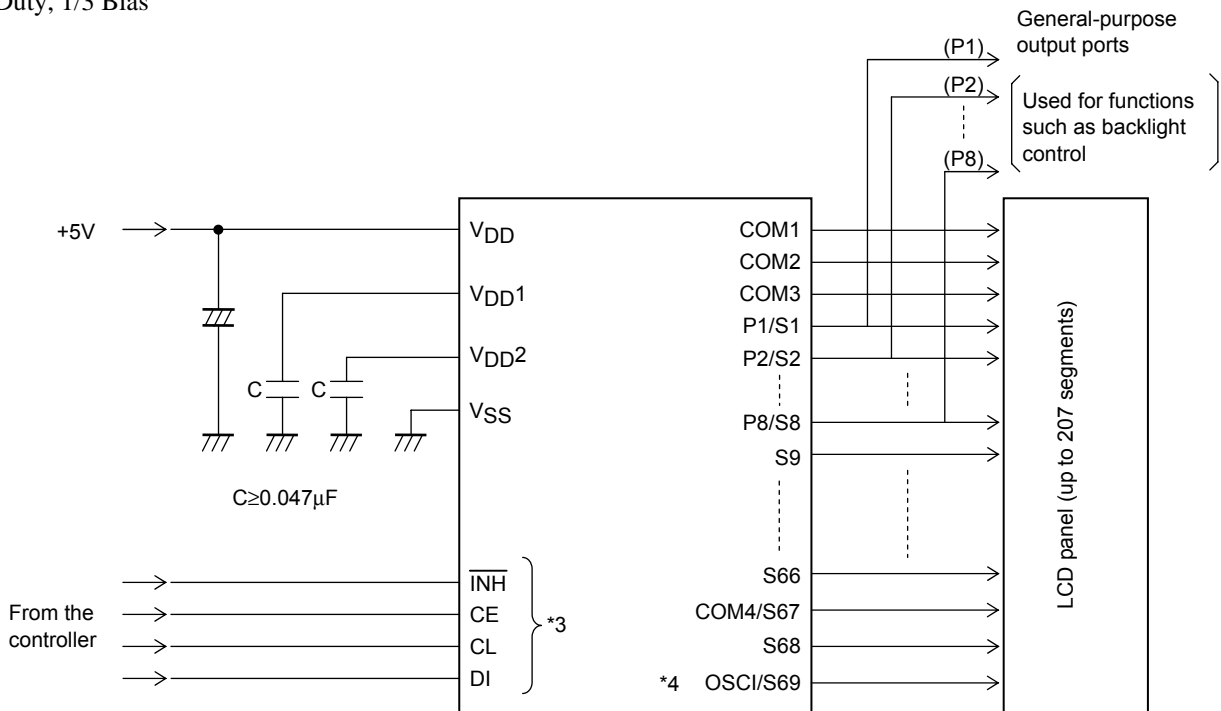 Duty, 1/3 Bias
General-purpose
output ports
(P1)
(P2)
Used for functions
such as backlight
control
(P8)
+5V
VDD
VDD1
VDD2
VSS
C
C
C≥0.047μF
COM1
COM2
COM3
P1/S1
P2/S2
P8/S8
S9
S66
COM4/S67
S68
*4 OSCI/S69
LCD panel (up to 207 segments)
From the
controller
INH
CE
CL
DI
*3